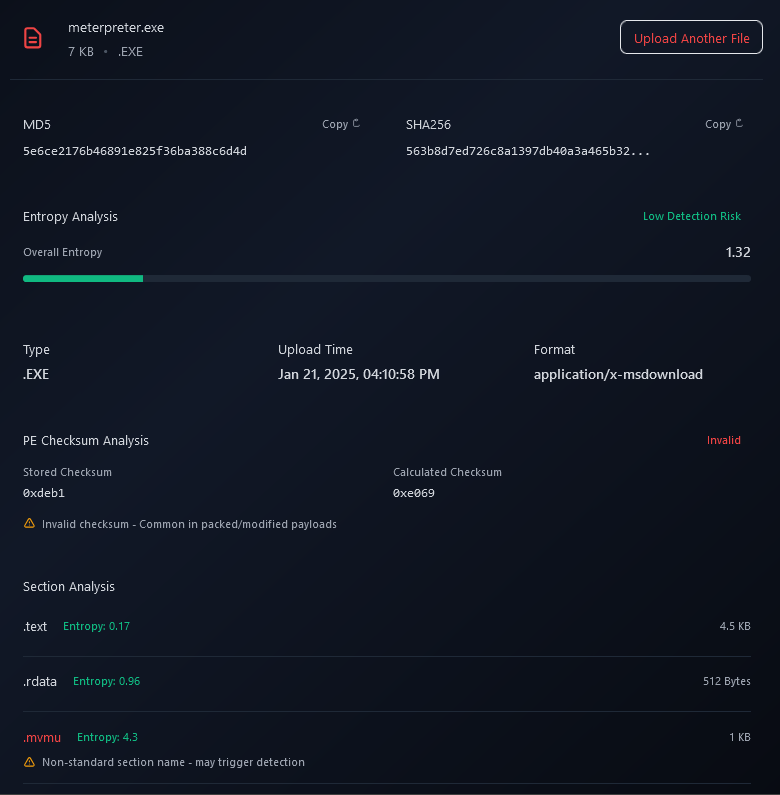 meterpreter.exe
7 KB • .EXE
Upload Another File
MD5
Copy
5e6ce2176b46891e825f36ba388c6d4d
SHA256
Copy
563b8d7ed726c8a1397db40a3a465b32...
Entropy Analysis
Low Detection Risk
Overall Entropy
1.32
Type
.EXE
Upload Time
Jan 21, 2025, 04:10:58 PM
Format
application/x-msdownload
PE Checksum Analysis
Invalid
Stored Checksum
0xdeb1
Calculated Checksum
0xe069
Invalid checksum - Common in packed/modified payloads
Section Analysis
.text Entropy: 0.17 4.5 KB
.rdata Entropy: 0.96 512 Bytes
.mvmu Entropy: 4.3 1 KB
Non-standard section name - may trigger detection